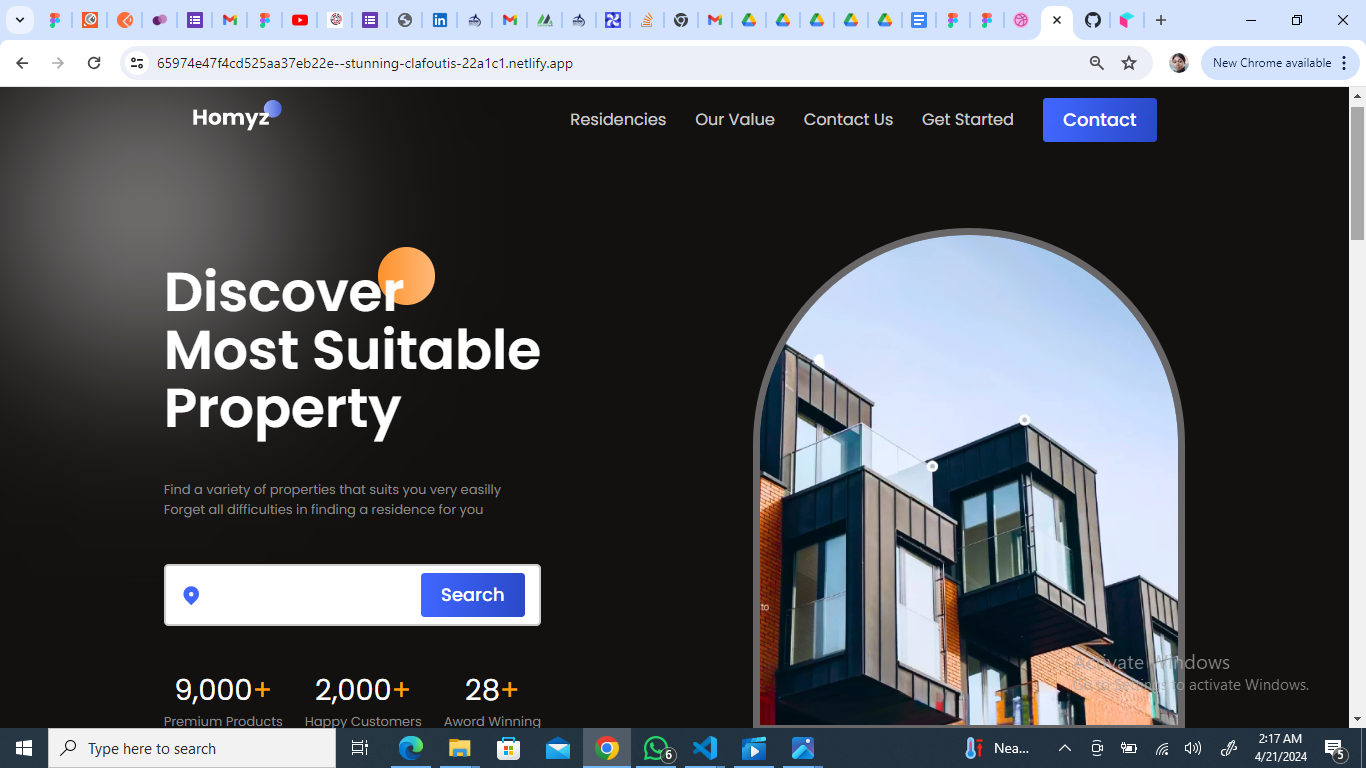 65974e47f4cd525aa37eb22e--stunning-clafoutis-22a1c1.netlify.app
New Chrome available
Homyz
Residencies
Our Value
Contact Us
Get Started
Contact
Discover
Most Suitable
Property
Find a variety of properties that suits you very easilly
Forget all difficulties in finding a residence for you
Search
9,000+
2,000+
28+
Premium Products
Happy Customers
Award Winning
to
Activate Windows
to activate Windows.
Type here to search
6
Nea...
2:17 AM
4/21/2024
5